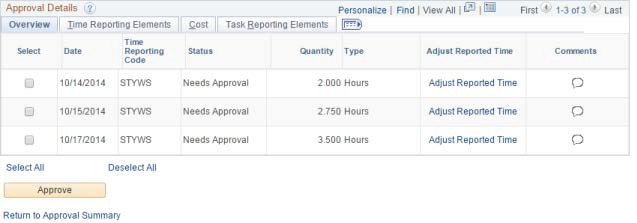 Approval Details ? Personalize | Find | View All | First 1-3 of 3 Last
Overview Time Reporting Elements Cost Task Reporting Elements
Select Date Time Reporting Code Status Quantity Type Adjust Reported Time Comments
10/14/2014 STYWS Needs Approval 2.000 Hours Adjust Reported Time
10/15/2014 STYWS Needs Approval 2.750 Hours Adjust Reported Time
10/17/2014 STYWS Needs Approval 3.500 Hours Adjust Reported Time
Select All Deselect All
Approve
Return to Approval Summary